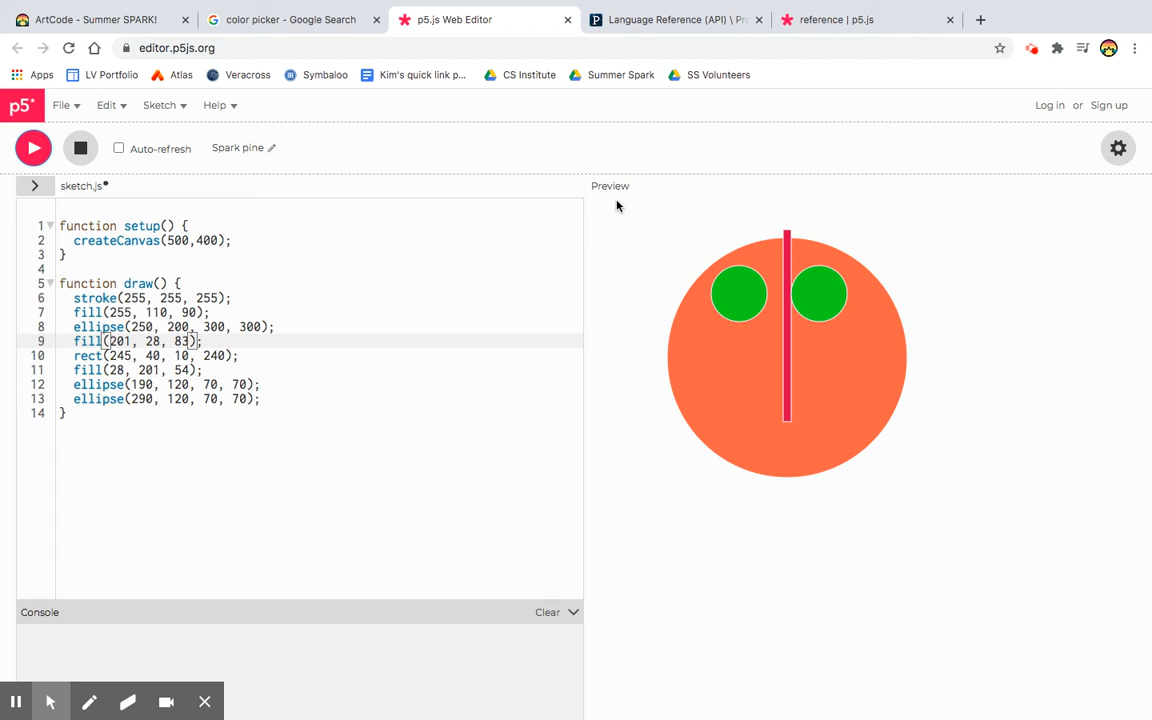 ArtCode - Summer SPARK! color picker - Google Search p5.js Web Editor Language Reference (API) \ Pro reference | p5.js
editor.p5js.org
Apps LV Portfolio Atlas Veracross Symbaloo Kim's quick link p... CS Institute Summer Spark SS Volunteers
p5* File Edit Sketch Help Log in or Sign up
Auto-refresh Spark pine
sketch.js Preview
1 function setup() {
2 createCanvas(500,400);
3 }
4
5 function draw() {
6 stroke(255, 255, 255);
7 fill(255, 110, 90);
8 ellipse(250, 200, 300, 300);
9 fill(201, 28, 83);
10 rect(245, 40, 10, 240);
11 fill(28, 201, 54);
12 ellipse(190, 120, 70, 70);
13 ellipse(290, 120, 70, 70);
14 }
Console Clear